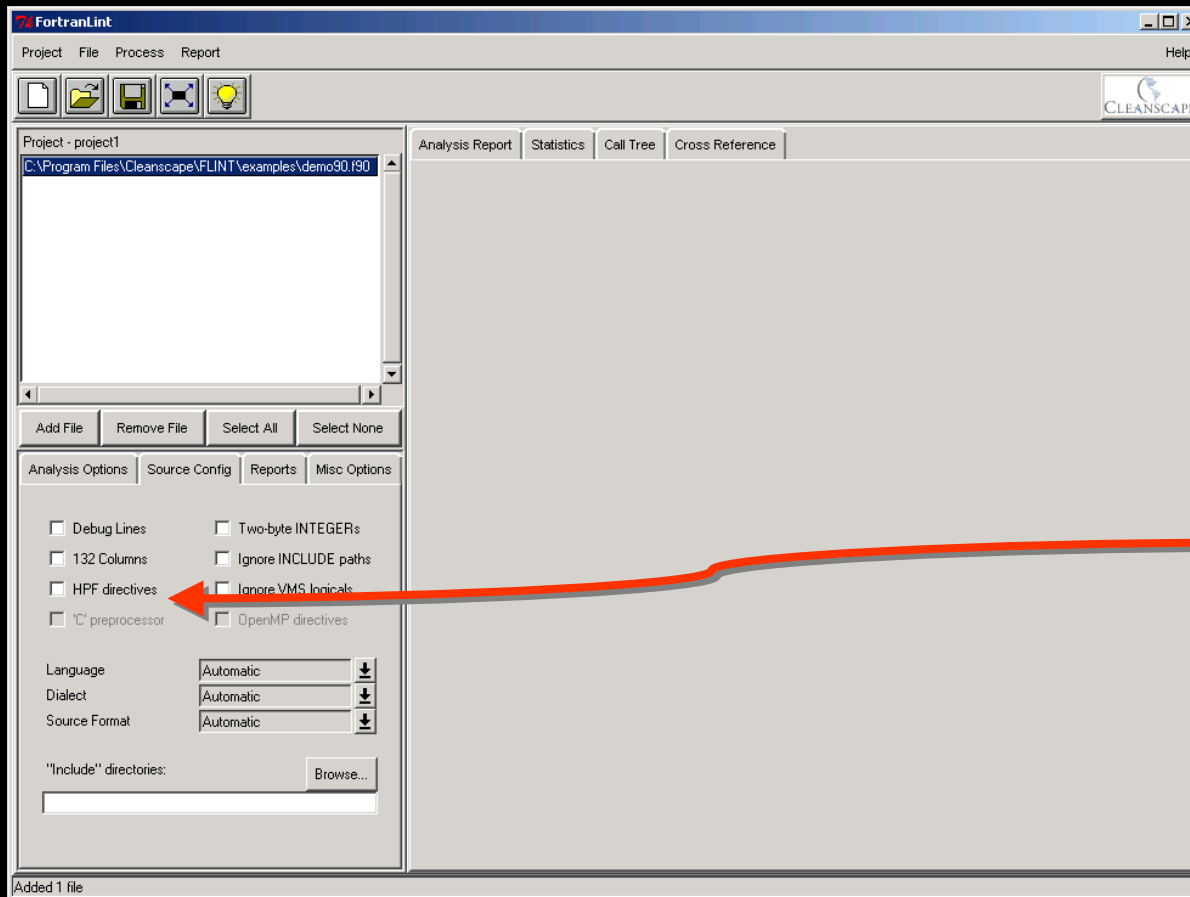 FortranLint
Project File Process Report Help
CLEANSCAPE
Project - project1
C:\Program Files\Cleanscape\FLINT\examples\demo90.f90
Analysis Report Statistics Call Tree Cross Reference
Add File Remove File Select All Select None
Analysis Options Source Config Reports Misc Options
Debug Lines Two-byte INTEGERs
132 Columns Ignore INCLUDE paths
HPF directives Ignore VMS logicals
'C' preprocessor OpenMP directives
Language Automatic
Dialect Automatic
Source Format Automatic
"Include" directories: Browse...
Added 1 file